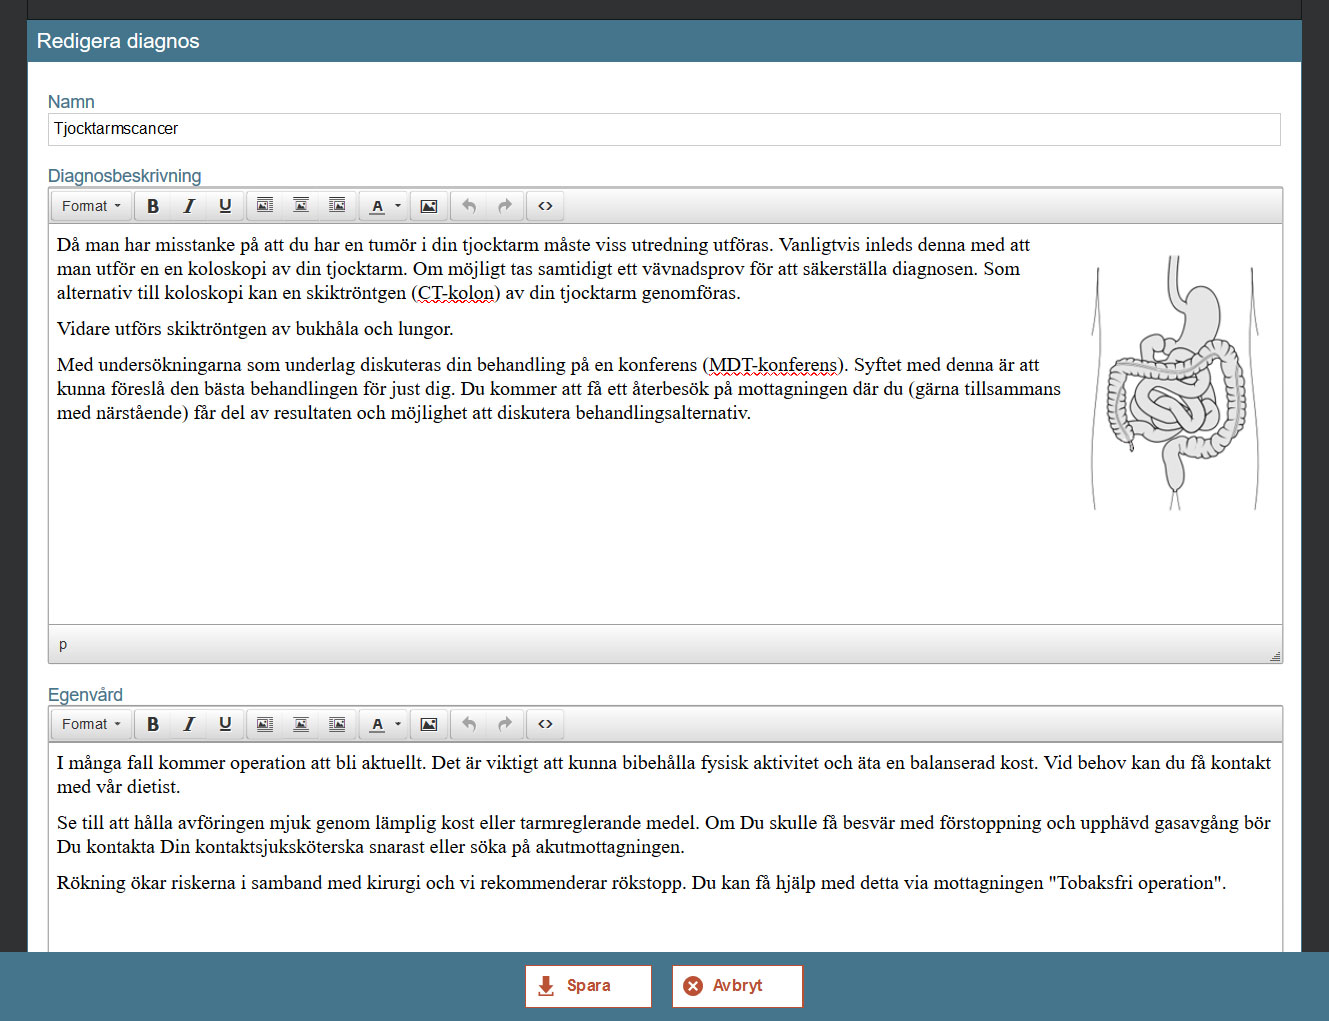 Redigera diagnos
Namn
Tjocktarmscancer
Diagnosbeskrivning
Format B I U A <>
Då man har misstanke på att du har en tumör i din tjocktarm måste viss utredning utföras. Vanligtvis inleds denna med att
man utför en en koloskopi av din tjocktarm. Om möjligt tas samtidigt ett vävnadsprov för att säkerställa diagnosen. Som
alternativ till koloskopi kan en skiktröntgen (CT-kolon) av din tjocktarm genomföras.
Vidare utförs skiktröntgen av bukhåla och lungor.
Med undersökningarna som underlag diskuteras din behandling på en konferens (MDT-konferens). Syftet med denna är att
kunna föreslå den bästa behandlingen för just dig. Du kommer att få ett återbesök på mottagningen där du (gärna tillsammans
med närstående) får del av resultaten och möjlighet att diskutera behandlingsalternativ.
p
Egenvård
Format B I U A <>
I många fall kommer operation att bli aktuellt. Det är viktigt att kunna bibehålla fysisk aktivitet och äta en balanserad kost. Vid behov kan du få kontakt
med vår dietist.
Se till att hålla avföringen mjuk genom lämplig kost eller tarmreglerande medel. Om Du skulle få besvär med förstoppning och upphävd gasavgång bör
Du kontakta Din kontaktsjuksköterska snarast eller söka på akutmottagningen.
Rökning ökar riskerna i samband med kirurgi och vi rekommenderar rökstopp. Du kan få hjälp med detta via mottagningen "Tobaksfri operation".
Spara
Avbryt